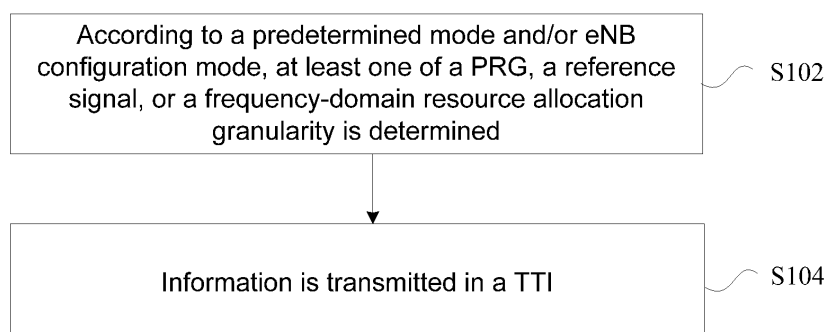 According to a predetermined mode and/or eNB
configuration mode, at least one of a PRG, a reference
signal, or a frequency-domain resource allocation
granularity is determined
S102
Information is transmitted in a TTI
S104